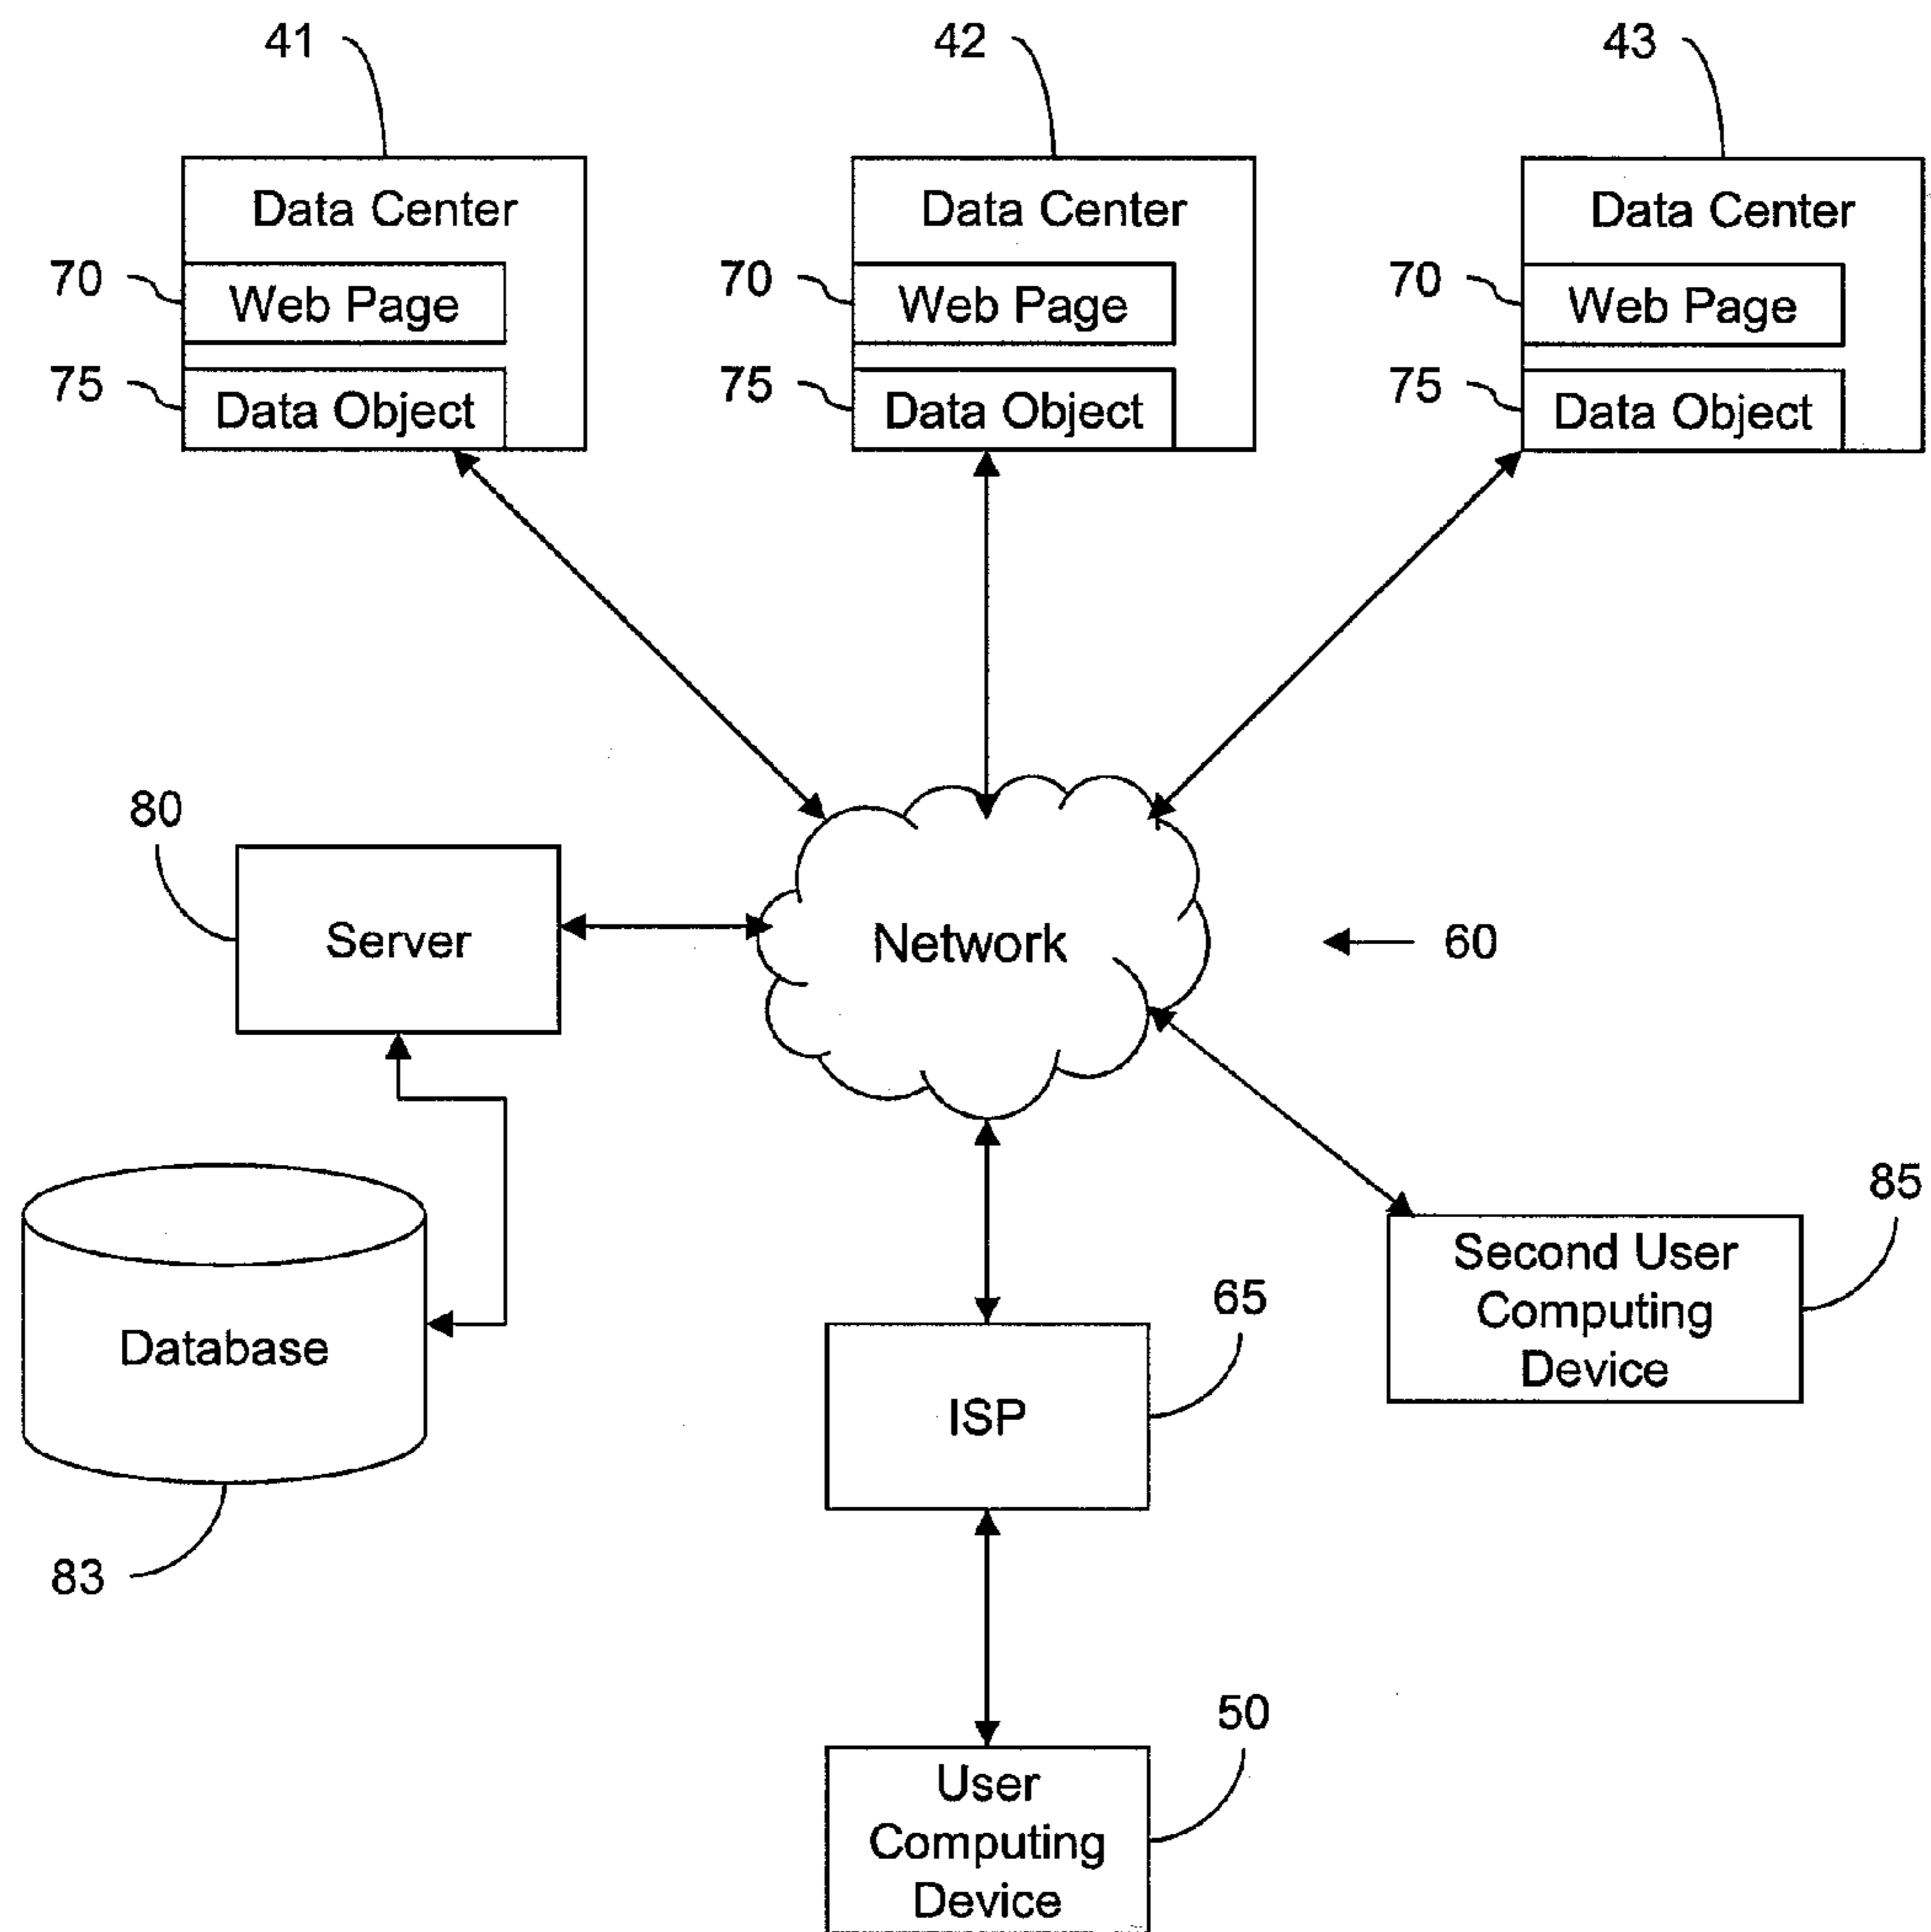 41
42
43
Data Center
Data Center
Data Center
70
Web Page
70
Web Page
70
Web Page
75
Data Object
75
Data Object
75
Data Object
80
Server
Network
60
85
Second User
Computing
Device
65
ISP
Database
83
50
User
Computing
Device